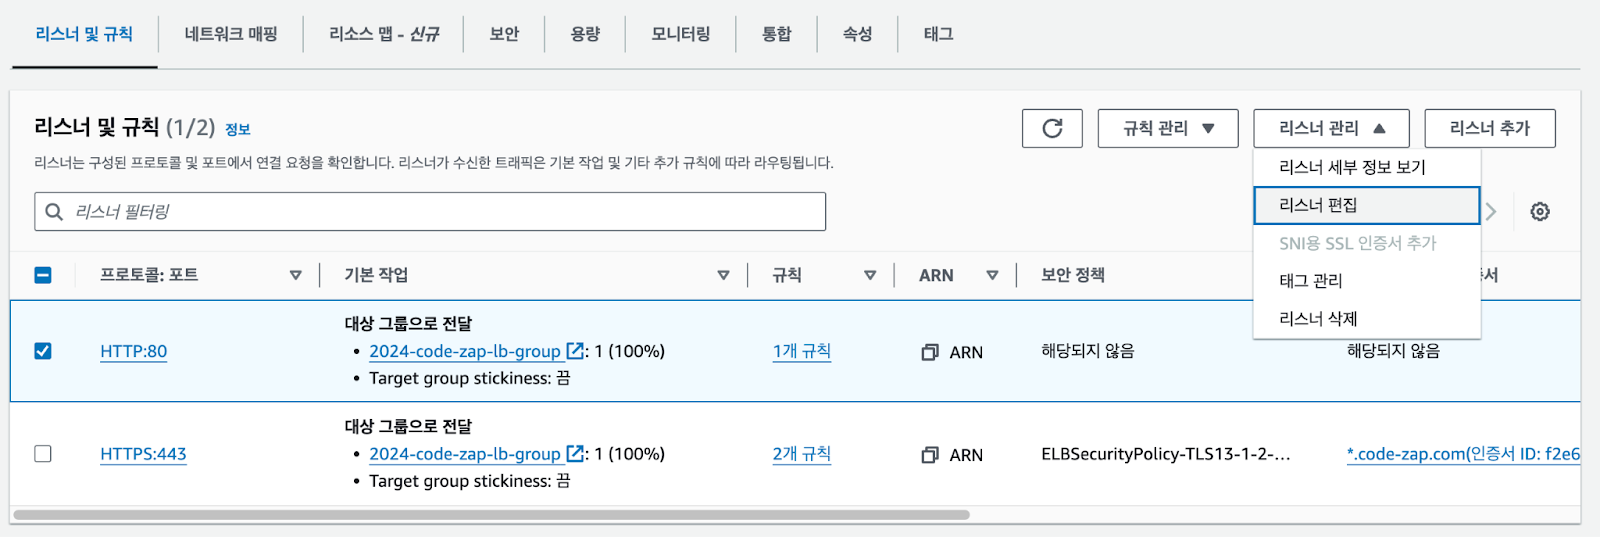 리스너 및 규칙 네트워크 매핑 리소스 맵 - 신규 보안 용량 모니터링 통합 속성 태그
리스너 및 규칙 (1/2) 정보
규칙 관리 리스너 관리 리스너 추가
리스너는 구성된 프로토콜 및 포트에서 연결 요청을 확인합니다. 리스너가 수신한 트래픽은 기본 작업 및 기타 추가 규칙에 따라 라우팅됩니다.
리스너 필터링
리스너 세부 정보 보기
리스너 편집
SNI용 SSL 인증서 추가
태그 관리
리스너 삭제
프로토콜: 포트 기본 작업 규칙 ARN 보안 정책
대상 그룹으로 전달
HTTP:80 • 2024-code-zap-lb-group : 1 (100%) 1개 규칙 ARN 해당되지 않음 해당되지 않음
• Target group stickiness: 끔
대상 그룹으로 전달
HTTPS:443 • 2024-code-zap-lb-group : 1 (100%) 2개 규칙 ARN ELBSecurityPolicy-TLS13-1-2-... *.code-zap.com(인증서 ID: f2e6
• Target group stickiness: 끔